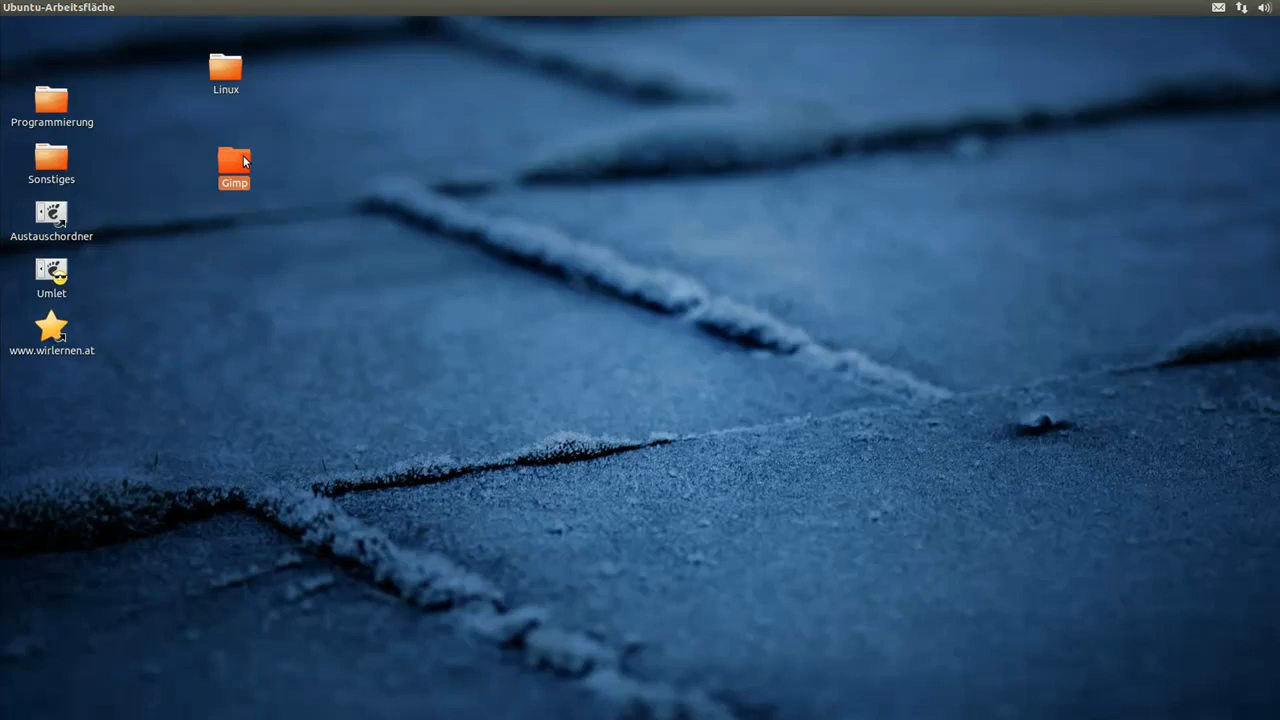 Ubuntu-Arbeitsfläche
Linux
Programmierung
Gimp
Sonstiges
Austauschordner
Umlet
www.wirlernen.at